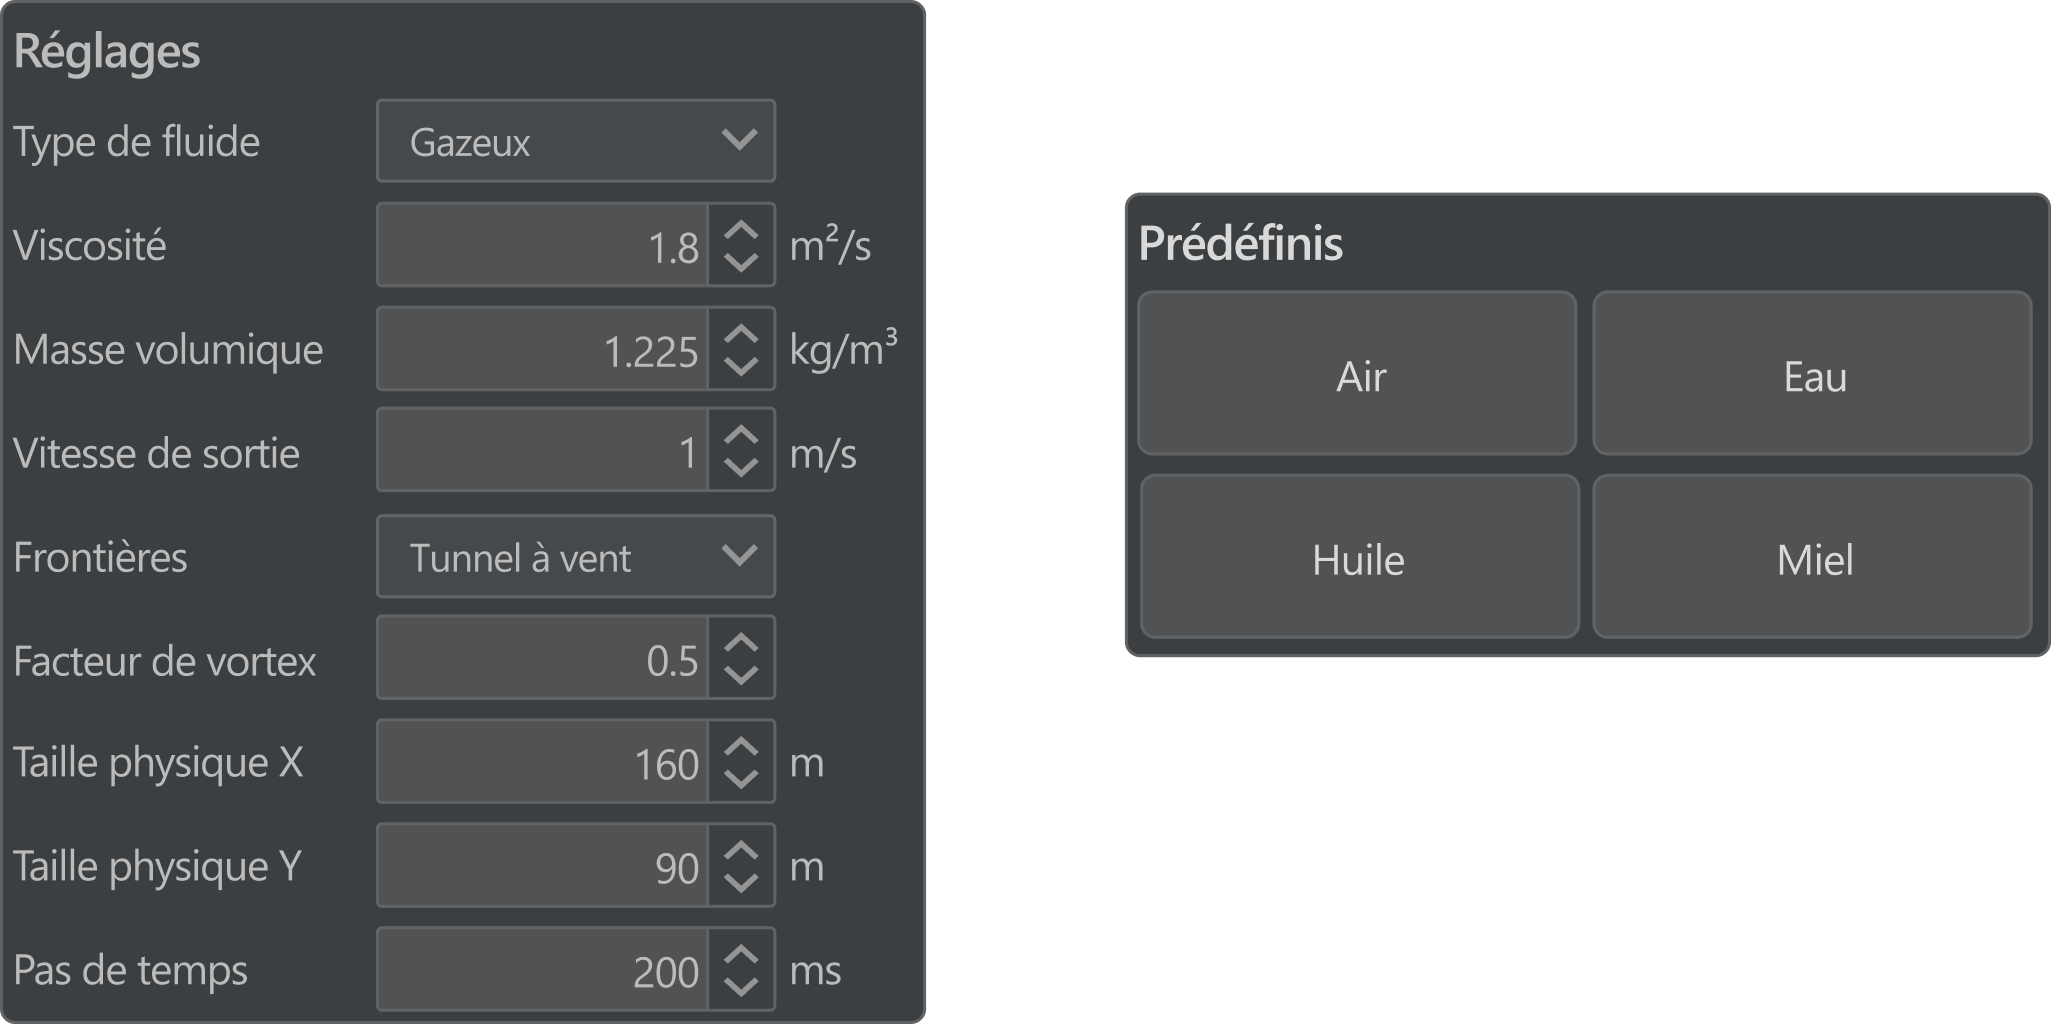 Réglages
Type de fluide Gazeux
Viscosité 1.8 m²/s
Masse volumique 1.225 kg/m³
Vitesse de sortie 1 m/s
Frontières Tunnel à vent
Facteur de vortex 0.5
Taille physique X 160 m
Taille physique Y 90 m
Pas de temps 200 ms
Prédéfinis
Air Eau
Huile Miel